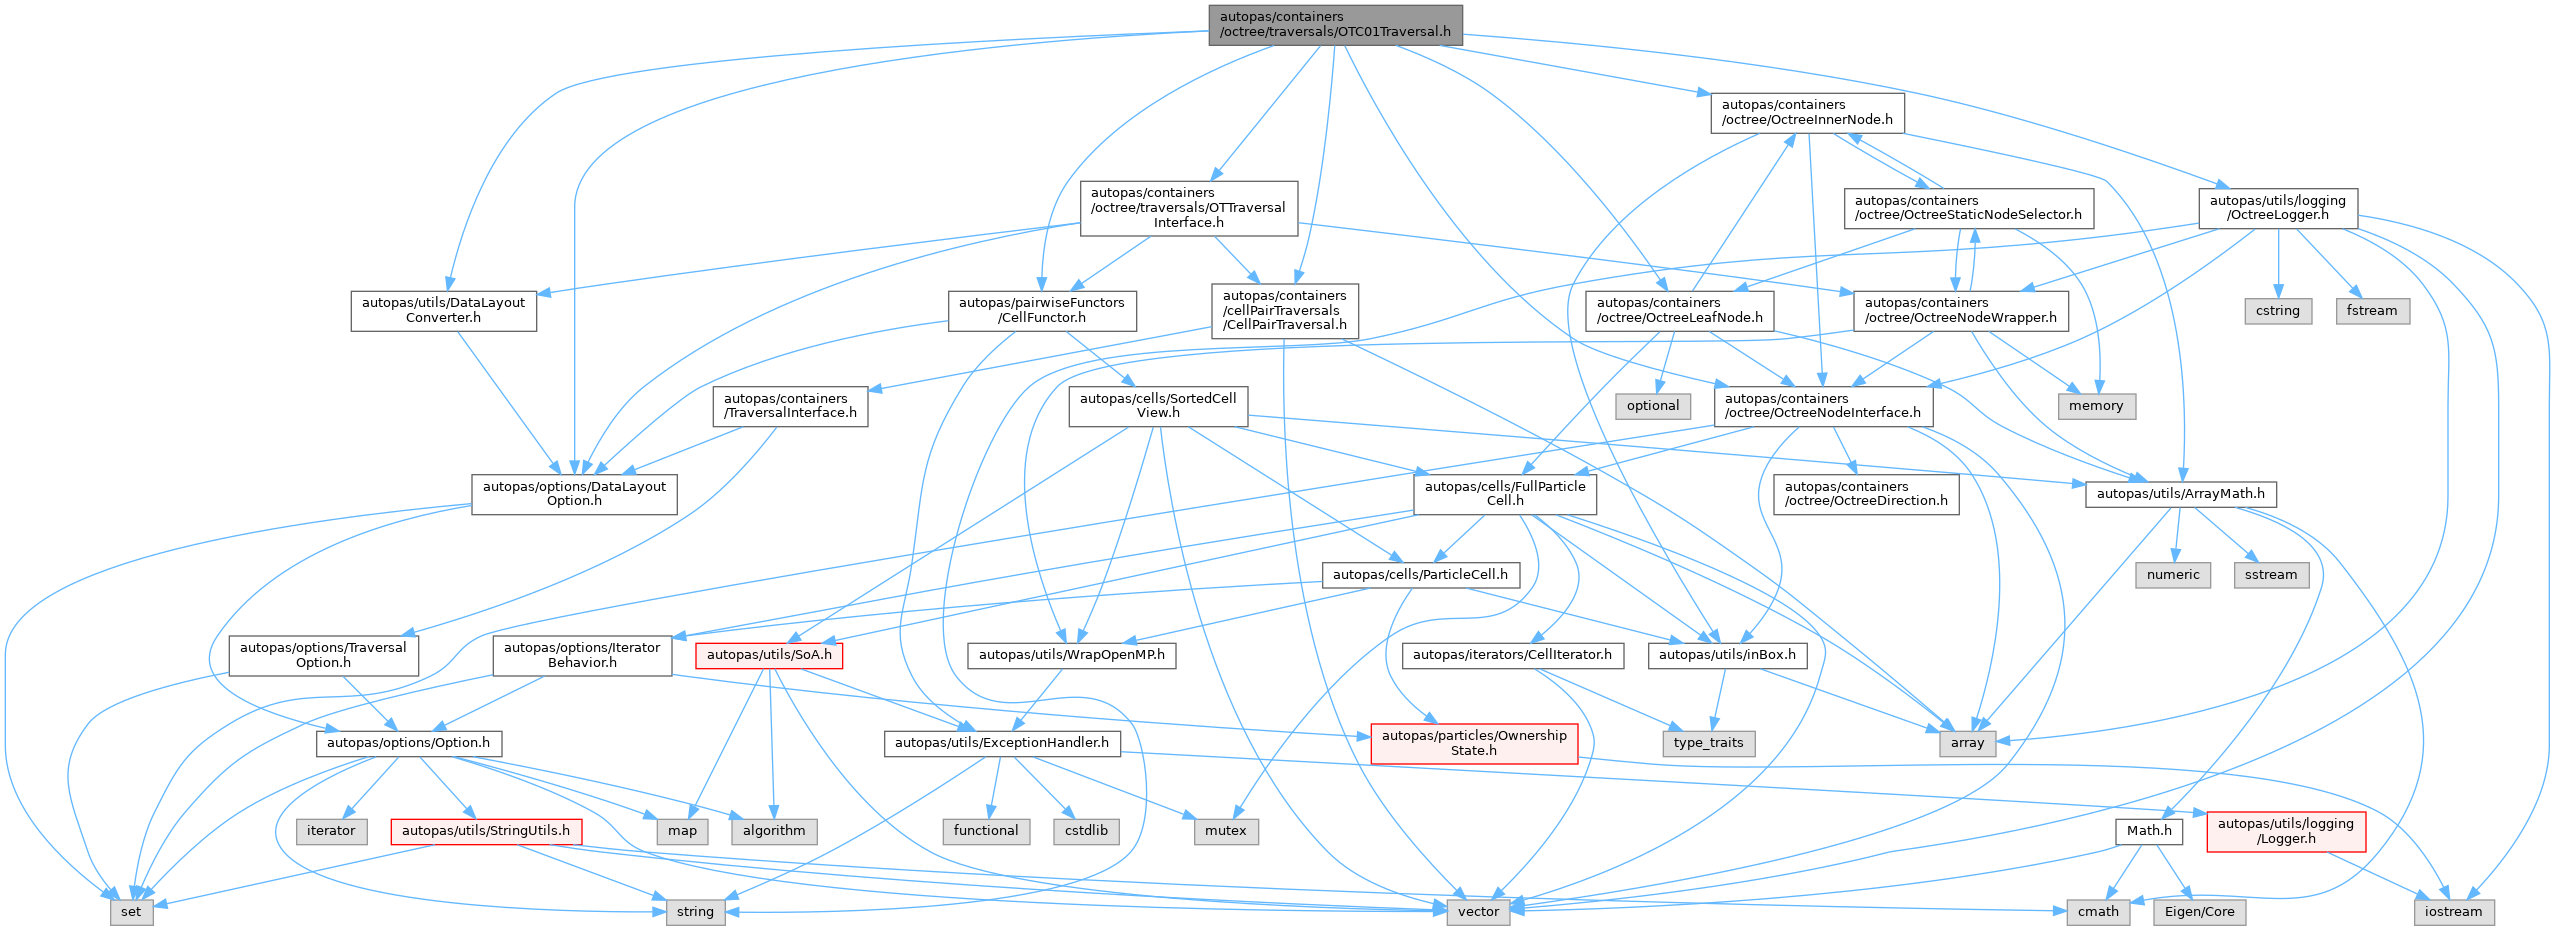 autopas/containers
/octree/traversals/OTC01Traversal.h
autopas/containers
/octree/OctreeInnerNode.h
autopas/containers
/octree/traversals/OTTraversal
Interface.h
autopas/containers
/octree/OctreeStaticNodeSelector.h
autopas/utils/logging
/OctreeLogger.h
autopas/utils/DataLayout
Converter.h
autopas/pairwiseFunctors
/CellFunctor.h
autopas/containers
/cellPairTraversals
/CellPairTraversal.h
autopas/containers
/octree/OctreeLeafNode.h
autopas/containers
/octree/OctreeNodeWrapper.h
cstring
fstream
autopas/containers
/TraversalInterface.h
autopas/cells/SortedCell
View.h
optional
autopas/containers
/octree/OctreeNodeInterface.h
memory
autopas/options/DataLayout
Option.h
autopas/cells/FullParticle
Cell.h
autopas/containers
/octree/OctreeDirection.h
autopas/utils/ArrayMath.h
autopas/cells/ParticleCell.h
numeric
sstream
autopas/options/Traversal
Option.h
autopas/options/Iterator
Behavior.h
autopas/utils/SoA.h
autopas/utils/WrapOpenMP.h
autopas/iterators/CellIterator.h
autopas/utils/inBox.h
autopas/options/Option.h
autopas/utils/ExceptionHandler.h
autopas/particles/Ownership
State.h
type_traits
array
iterator
autopas/utils/StringUtils.h
map
algorithm
functional
cstdlib
mutex
Math.h
autopas/utils/logging
/Logger.h
set
string
vector
cmath
Eigen/Core
iostream